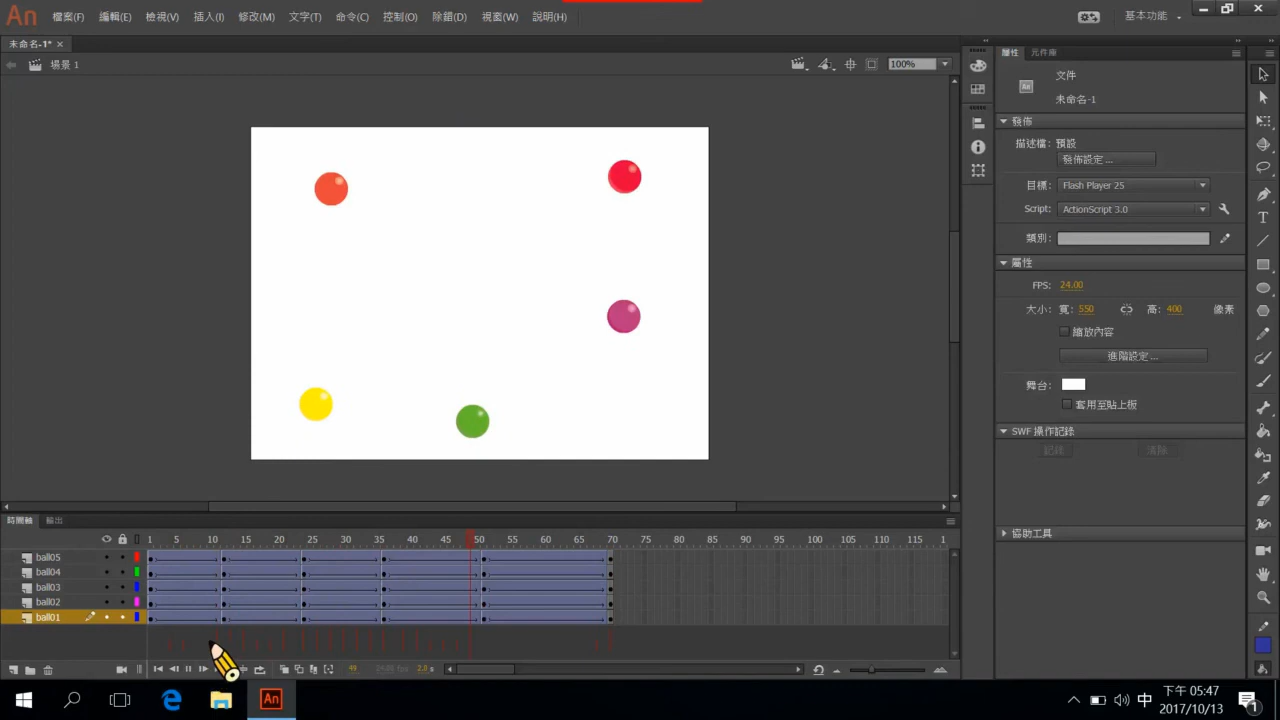 An 檔案(F) 編輯(E) 檢視(V) 插入(I) 修改(M) 文字(T) 命令(C) 控制(O) 除錯(D) 視窗(W) 說明(H) 基本功能
未命名-1* ×
場景 1 100%
屬性 元件庫
An 文件
未命名-1
發佈
描述檔: 預設
發佈設定 ...
目標: Flash Player 25
Script: ActionScript 3.0
類別:
屬性
FPS: 24.00
大小: 寬: 550 高: 400 像素
縮放內容
進階設定 ...
舞台:
套用至貼上板
SWF 操作記錄
記錄 清除
協助工具
時間軸 輸出
1 5 10 15 20 25 30 35 40 45 50 55 60 65 70 75 80 85 90 95 100 105 110 115 1
ball05
ball04
ball03
ball02
ball01
49 24.00 fps 2.0 s
An 中 下午 05:47
2017/10/13 1